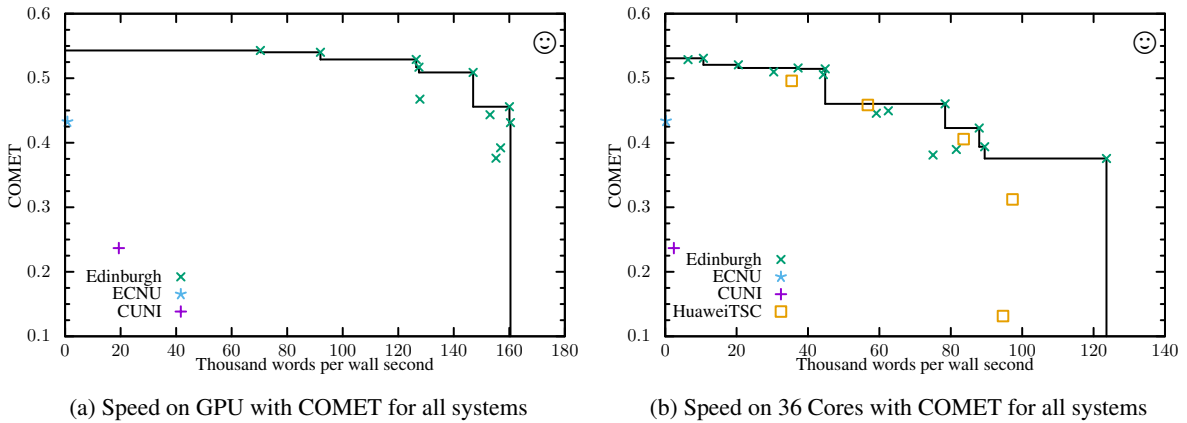 0.6
0.5
0.4
0.3
0.2
0.1
COMET
Edinburgh
ECNU
CUNI
0 20 40 60 80 100 120 140 160 180
Thousand words per wall second
(a) Speed on GPU with COMET for all systems
0.6
0.5
0.4
0.3
0.2
0.1
COMET
Edinburgh
ECNU
CUNI
HuaweiTSC
0 20 40 60 80 100 120 140
Thousand words per wall second
(b) Speed on 36 Cores with COMET for all systems